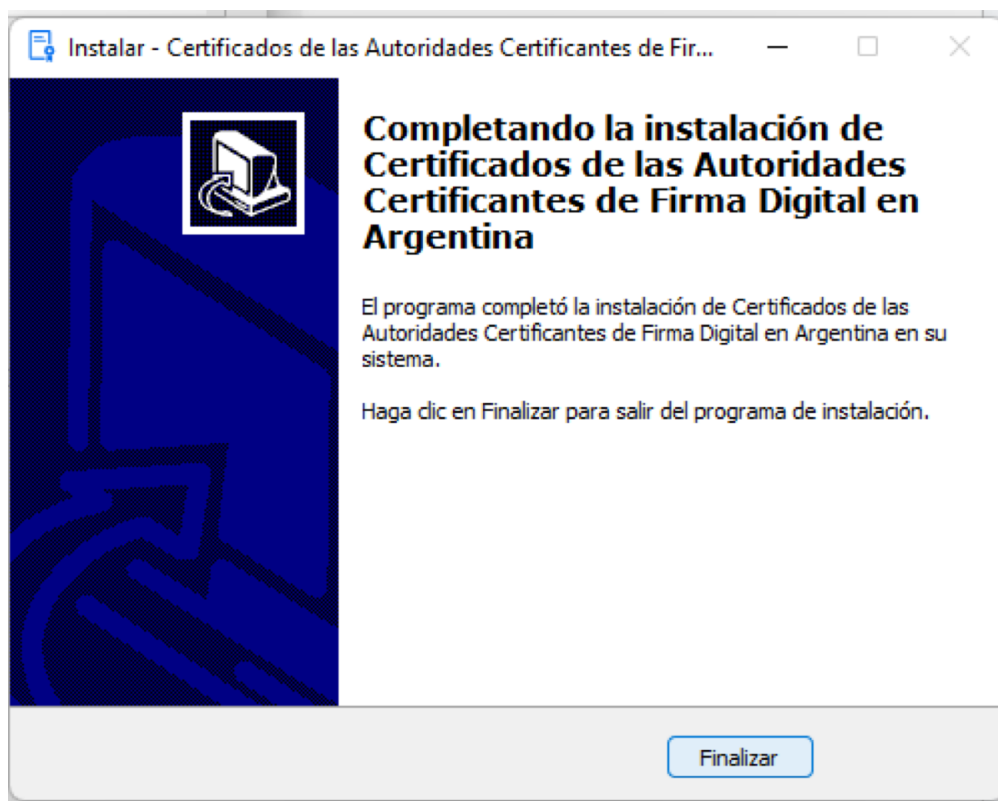 Instalar - Certificados de las Autoridades Certificantes de Fir...
Completando la instalación de
Certificados de las Autoridades
Certificantes de Firma Digital en
Argentina
El programa completó la instalación de Certificados de las
Autoridades Certificantes de Firma Digital en Argentina en su
sistema.
Haga clic en Finalizar para salir del programa de instalación.
Finalizar